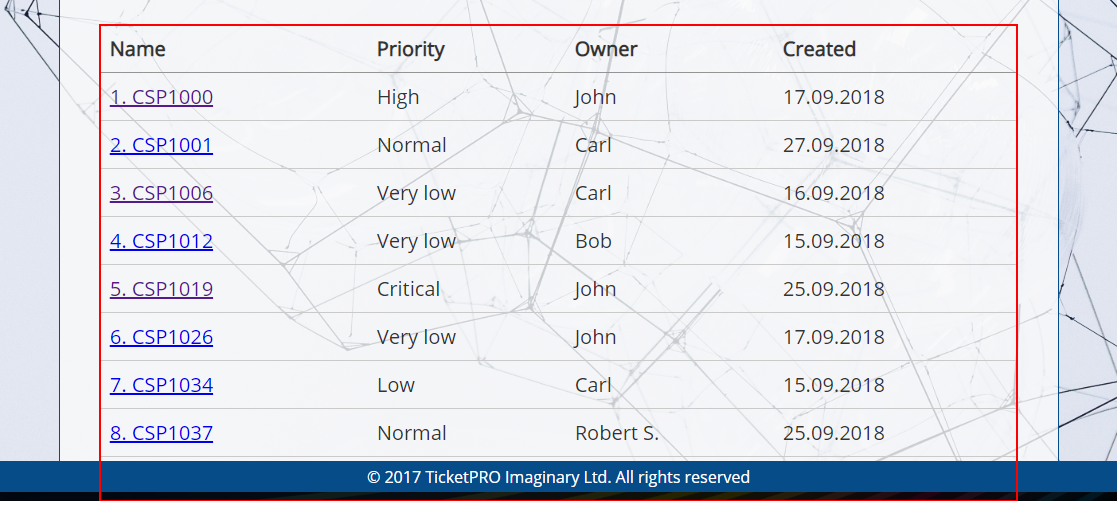 Name Priority Owner Created
1. CSP1000 High John 17.09.2018
2. CSP1001 Normal Carl 27.09.2018
3. CSP1006 Very low Carl 16.09.2018
4. CSP1012 Very low Bob 15.09.2018
5. CSP1019 Critical John 25.09.2018
6. CSP1026 Very low John 17.09.2018
7. CSP1034 Low Carl 15.09.2018
8. CSP1037 Normal Robert S. 25.09.2018
© 2017 TicketPRO Imaginary Ltd. All rights reserved